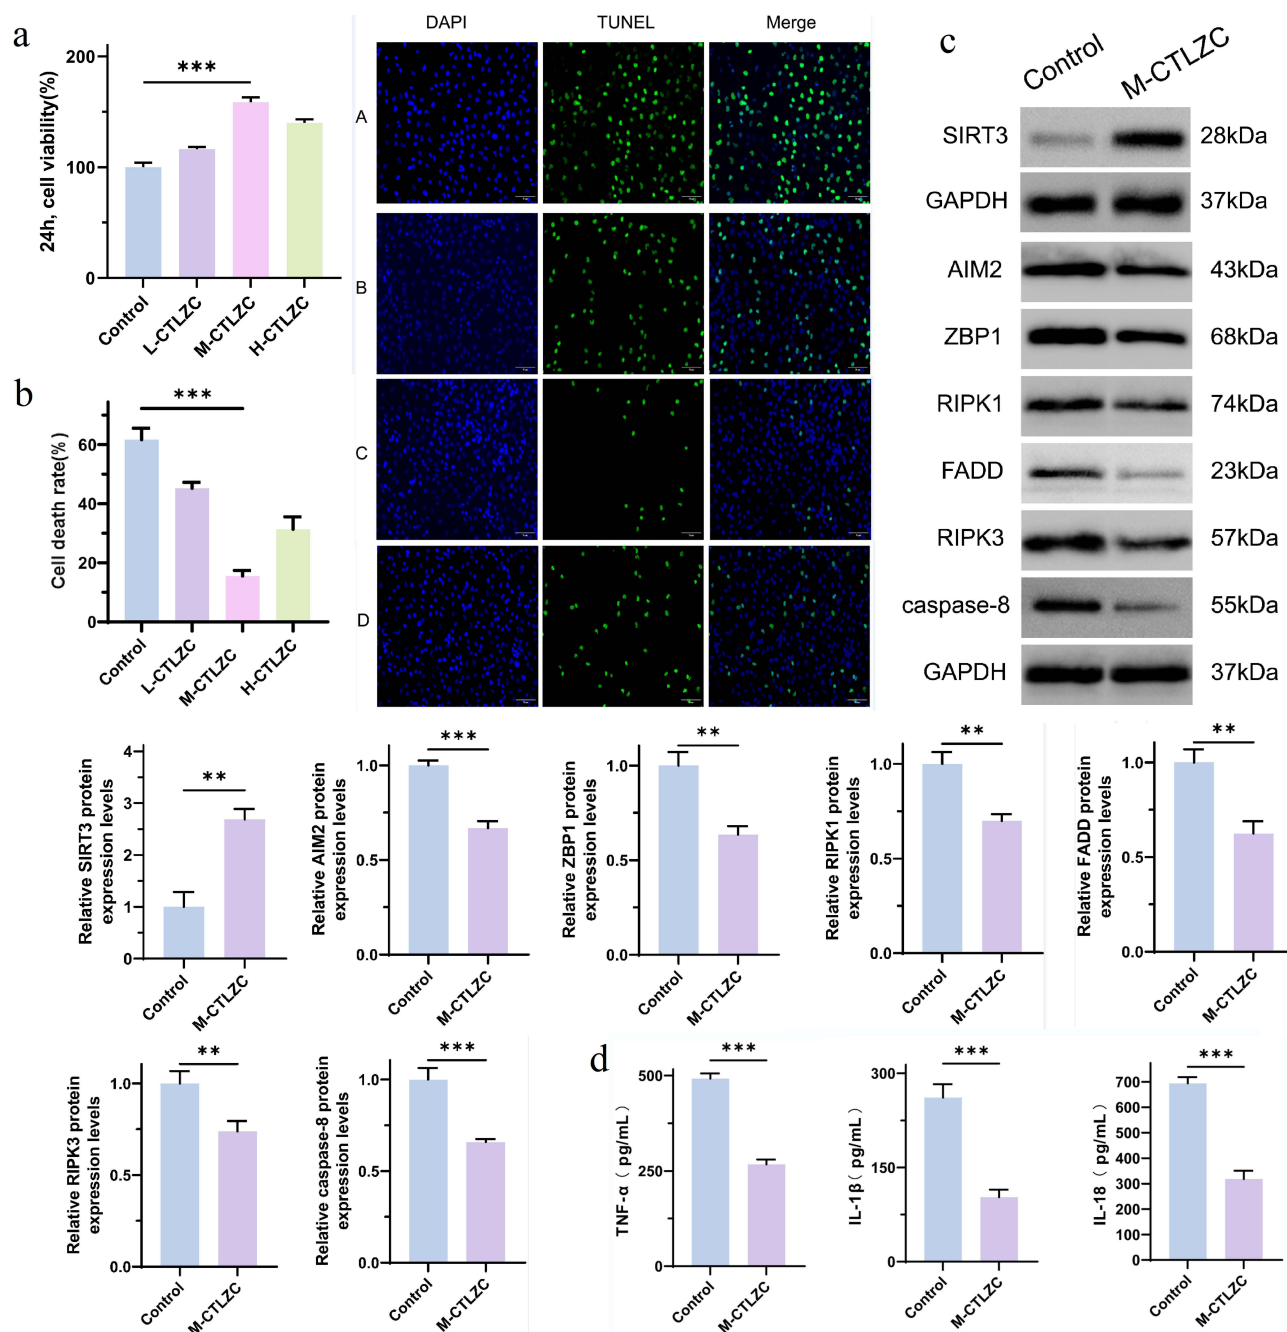 a
24h, cell viability(%)
200
100
0
***
Control
L-CTLZC
M-CTLZC
H-CTLZC
b
Cell death rate(%)
60
40
20
0
***
Control
L-CTLZC
M-CTLZC
H-CTLZC
DAPI TUNEL Merge
A
B
C
D
c
Control M-CTLZC
SIRT3 28kDa
GAPDH 37kDa
AIM2 43kDa
ZBP1 68kDa
RIPK1 74kDa
FADD 23kDa
RIPK3 57kDa
caspase-8 55kDa
GAPDH 37kDa
Relative SIRT3 protein
expression levels
4
3
2
1
0
**
Control
M-CTLZC
Relative AIM2 protein
expression levels
1.0
0.5
0.0
***
Control
M-CTLZC
Relative ZBP1 protein
expression levels
1.0
0.5
0.0
**
Control
M-CTLZC
Relative RIPK1 protein
expression levels
1.0
0.5
0.0
**
Control
M-CTLZC
Relative FADD protein
expression levels
1.0
0.5
0.0
**
Control
M-CTLZC
Relative RIPK3 protein
expression levels
1.0
0.5
0.0
**
Control
M-CTLZC
Relative caspase-8 protein
expression levels
1.0
0.5
0.0
***
Control
M-CTLZC
d
TNF-α（pg/mL）
500
250
0
***
Control
M-CTLZC
IL-1β（pg/mL）
300
150
0
***
Control
M-CTLZC
IL-18（pg/mL）
700
600
500
400
300
200
100
0
***
Control
M-CTLZC